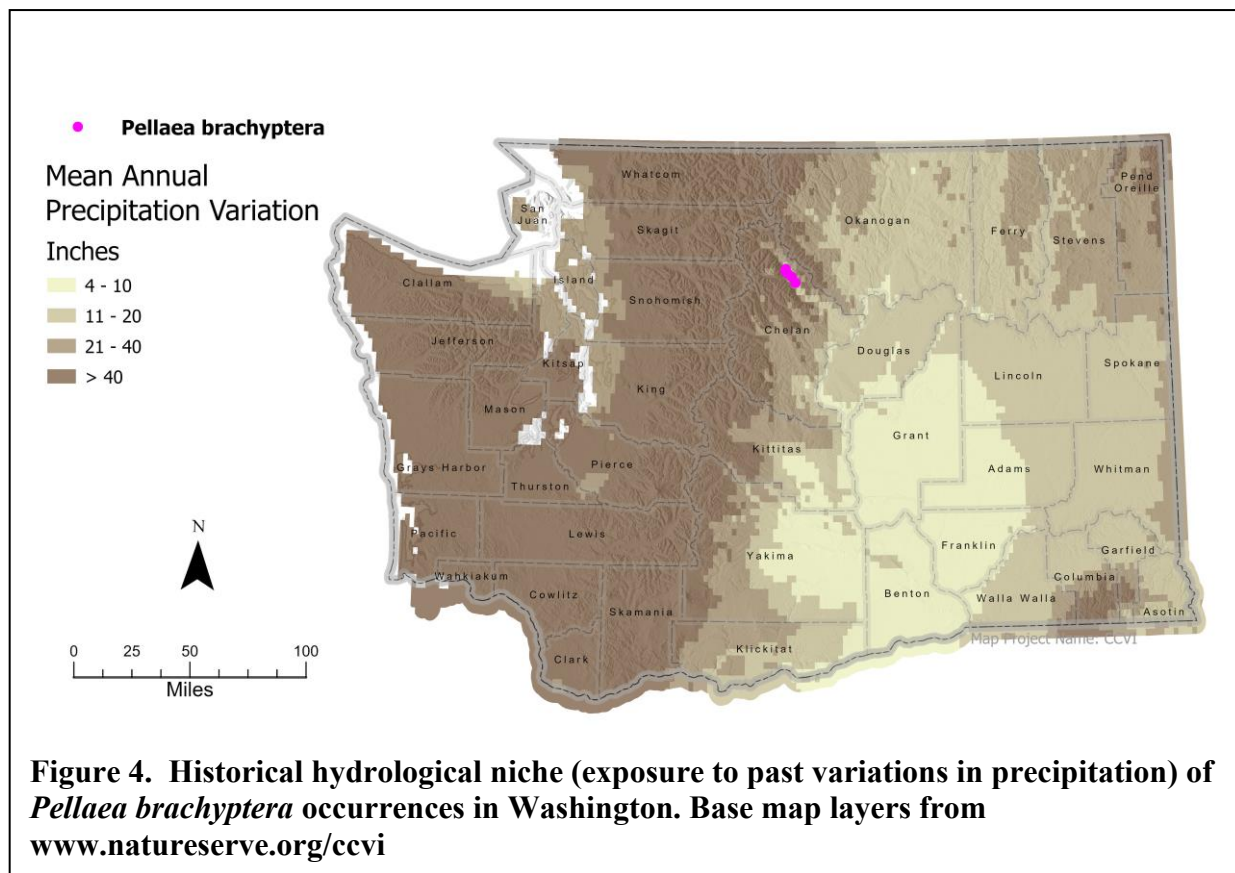 Pellaea brachyptera
Mean Annual
Precipitation Variation
Inches
4 - 10
11 - 20
21 - 40
> 40
Whatcom
Pend
Oreille
San
Juan
Okanogan
Skagit
Ferry
Stevens
Island
Clallam
Snohomish
Chelan
Jefferson
Douglas
Kitsap
Spokane
Lincoln
King
Mason
Grant
Kittitas
Grays Harbor
Pierce
Adams
Whitman
Thurston
Pacific
Lewis
Franklin
Garfield
Yakima
Columbia
Wahkiakum
Benton
Walla Walla
Cowlitz
Asotin
Skamania
Map Project Name: CCVI
Klickitat
Clark
N
0 25 50 100
Miles
Figure 4. Historical hydrological niche (exposure to past variations in precipitation) of
Pellaea brachyptera occurrences in Washington. Base map layers from
www.natureserve.org/ccvi